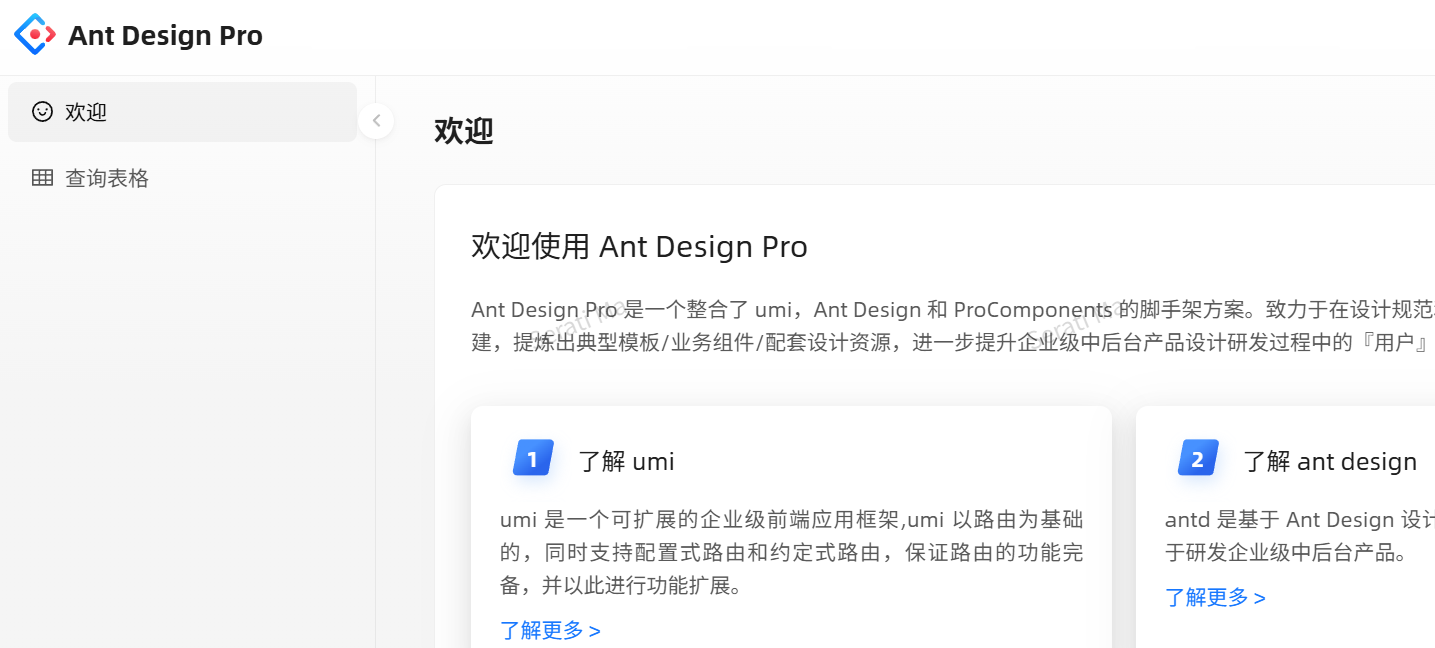 Ant Design Pro
欢迎
查询表格
欢迎
欢迎使用 Ant Design Pro
Ant Design Pro 是一个整合了 umi，Ant Design 和 ProComponents 的脚手架方案。致力于在设计规范
建，提炼出典型模板/业务组件/配套设计资源，进一步提升企业级中后台产品设计研发过程中的『用户』
Serati Ma
Serati Ma
1
了解 umi
umi 是一个可扩展的企业级前端应用框架,umi 以路由为基础
的，同时支持配置式路由和约定式路由，保证路由的功能完
备，并以此进行功能扩展。
了解更多 >
2
了解 ant design
antd 是基于 Ant Design 设
于研发企业级中后台产品。
了解更多 >